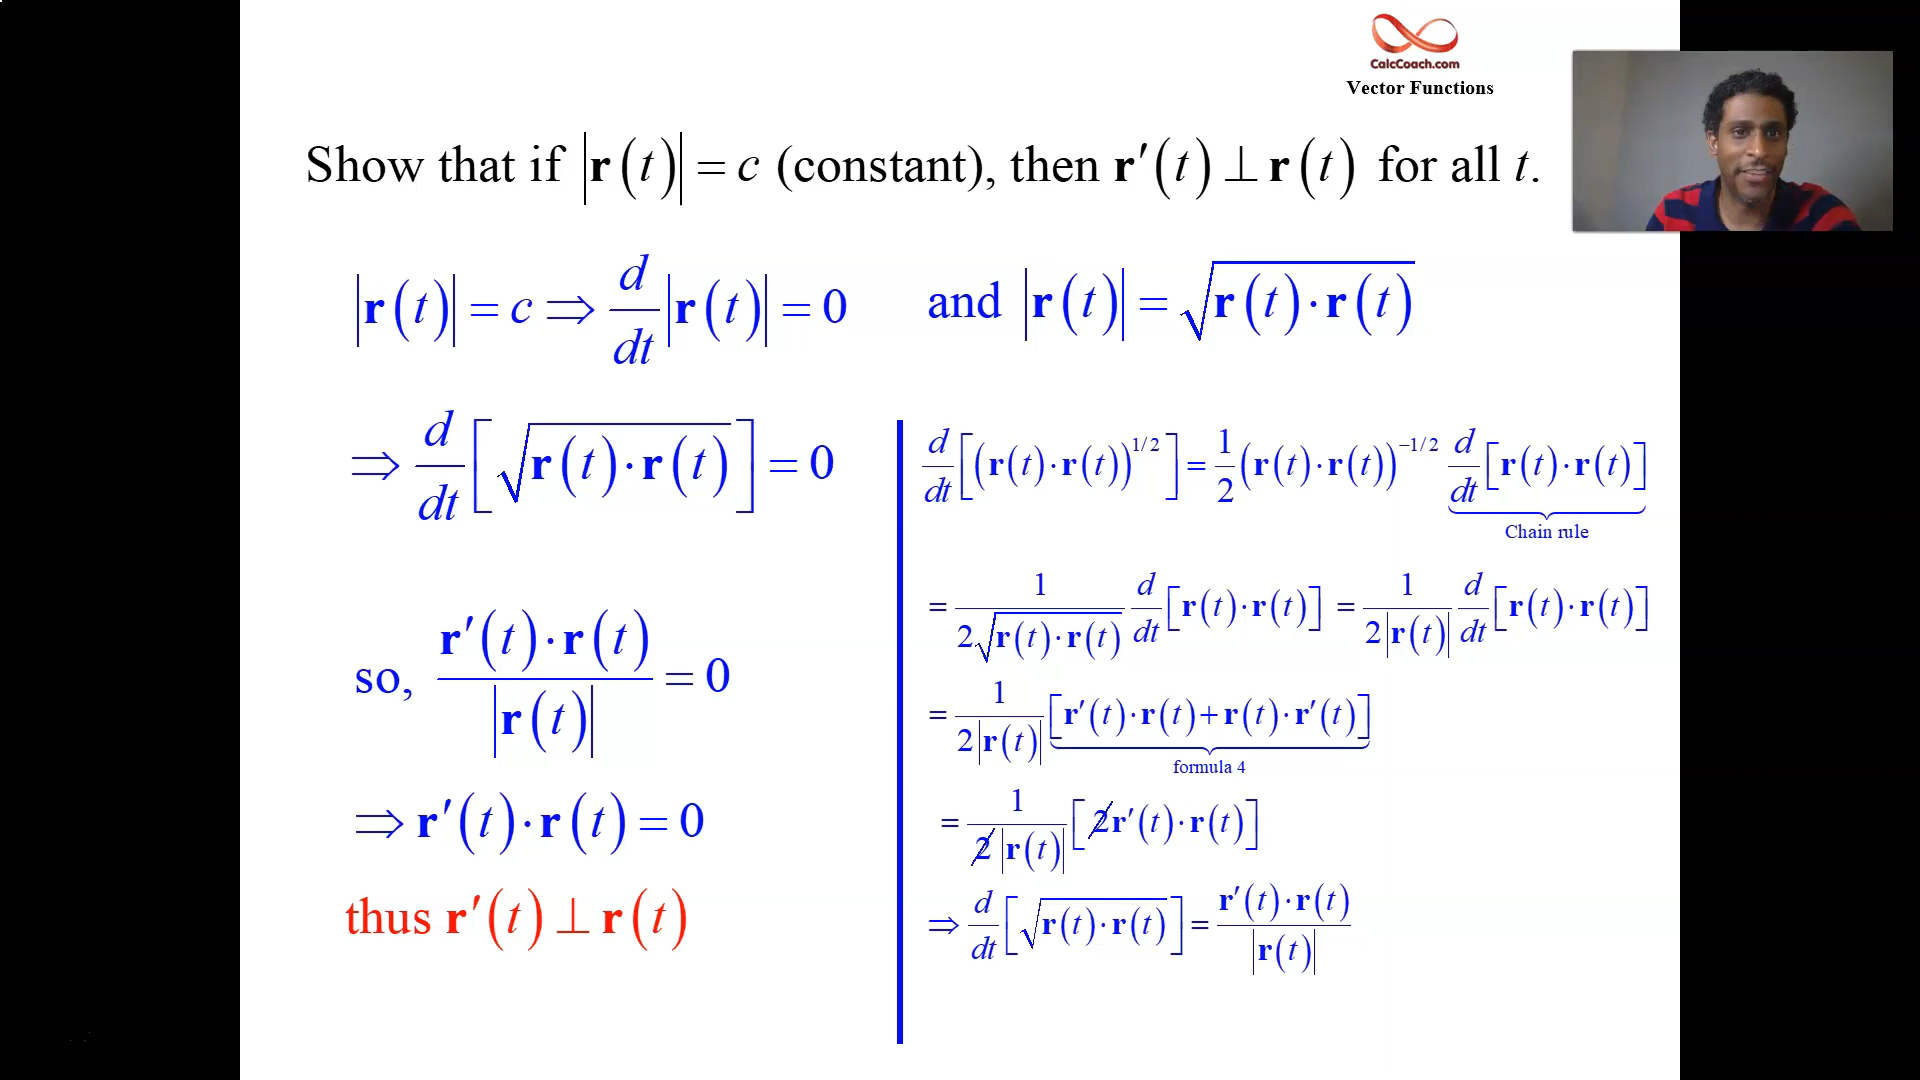 CalcCoach.com
Vector Functions
Show that if |r(t)| = c (constant), then r′(t) ⊥ r(t) for all t.
|r(t)| = c ⇒ d/dt |r(t)| = 0 and |r(t)| = √(r(t)·r(t))
⇒ d/dt [√(r(t)·r(t))] = 0
so, (r′(t)·r(t))/|r(t)| = 0
⇒ r′(t)·r(t) = 0
thus r′(t) ⊥ r(t)
d/dt [(r(t)·r(t))^(1/2)] = 1/2 (r(t)·r(t))^(−1/2) d/dt [r(t)·r(t)]
Chain rule
= 1/(2√(r(t)·r(t))) d/dt [r(t)·r(t)] = 1/(2|r(t)|) d/dt [r(t)·r(t)]
= 1/(2|r(t)|) [r′(t)·r(t) + r(t)·r′(t)]
formula 4
= 1/(2|r(t)|) [2r′(t)·r(t)]
⇒ d/dt [√(r(t)·r(t))] = (r′(t)·r(t))/|r(t)|